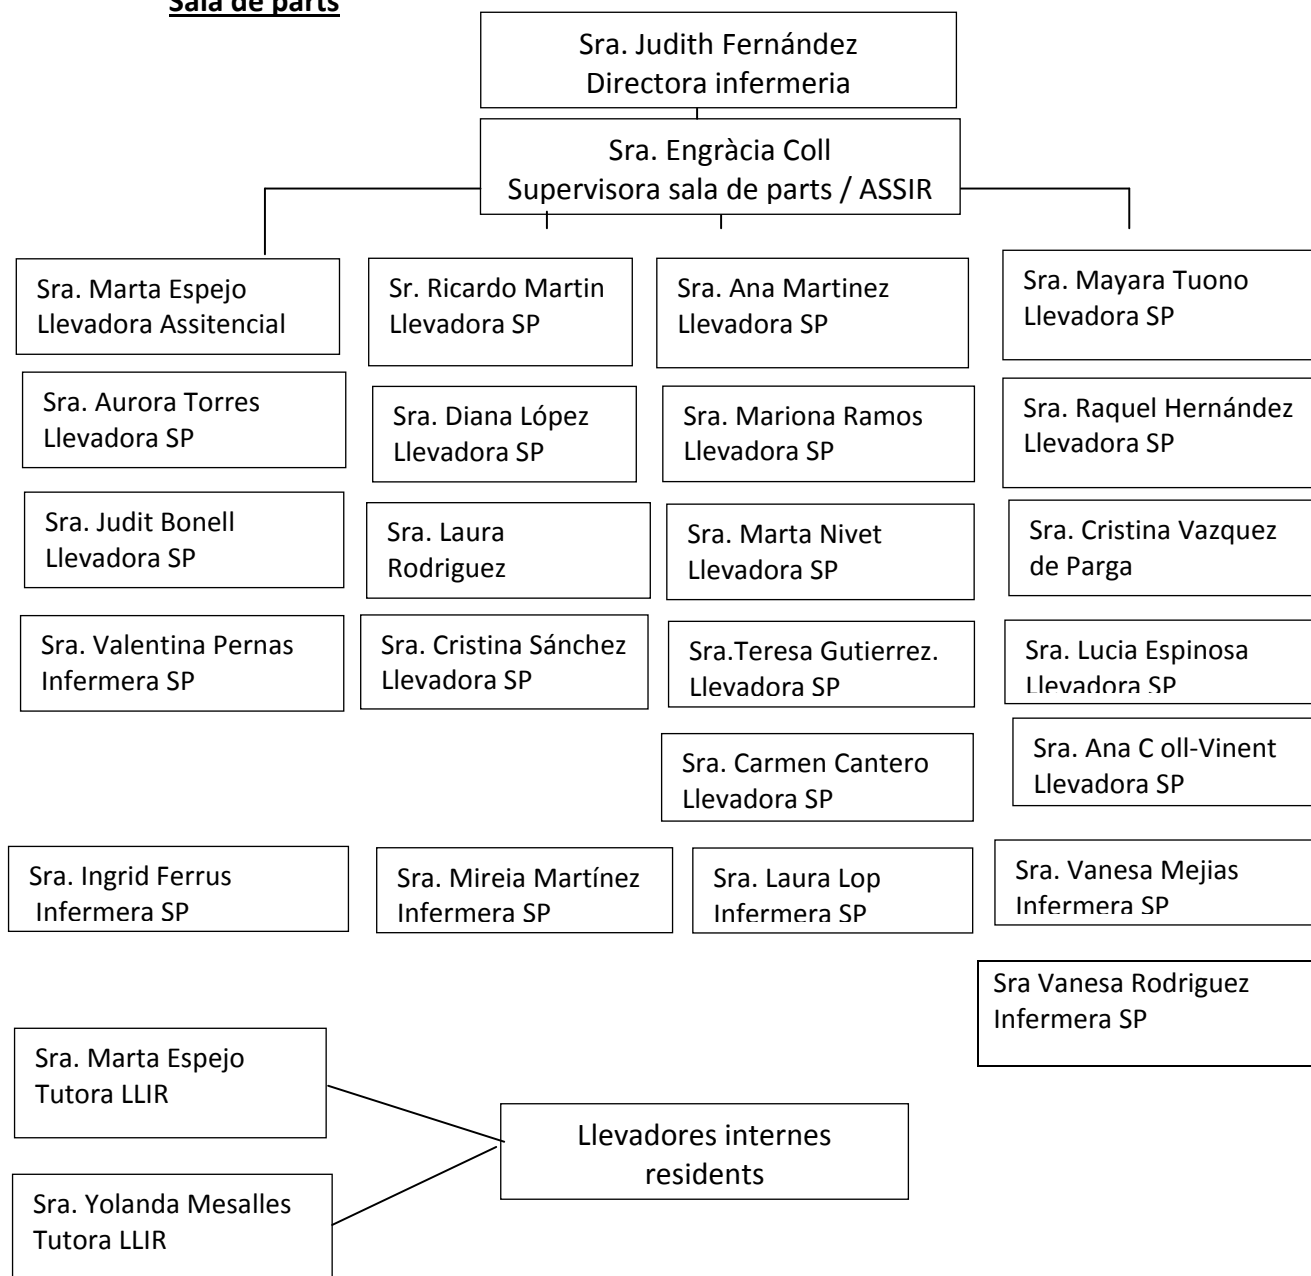 Sala de parts
Sra. Judith Fernández
Directora infermeria
Sra. Engràcia Coll
Supervisora sala de parts / ASSIR
Sra. Marta Espejo
Llevadora Assitencial
Sr. Ricardo Martin
Llevadora SP
Sra. Ana Martinez
Llevadora SP
Sra. Mayara Tuono
Llevadora SP
Sra. Aurora Torres
Llevadora SP
Sra. Diana López
Llevadora SP
Sra. Mariona Ramos
Llevadora SP
Sra. Raquel Hernández
Llevadora SP
Sra. Judit Bonell
Llevadora SP
Sra. Laura
Rodriguez
Sra. Marta Nivet
Llevadora SP
Sra. Cristina Vazquez
de Parga
Sra. Valentina Pernas
Infermera SP
Sra. Cristina Sánchez
Llevadora SP
Sra.Teresa Gutierrez.
Llevadora SP
Sra. Lucia Espinosa
Llevadora SP
Sra. Carmen Cantero
Llevadora SP
Sra. Ana C oll-Vinent
Llevadora SP
Sra. Ingrid Ferrus
Infermera SP
Sra. Mireia Martínez
Infermera SP
Sra. Laura Lop
Infermera SP
Sra. Vanesa Mejias
Infermera SP
Sra Vanesa Rodriguez
Infermera SP
Sra. Marta Espejo
Tutora LLIR
Llevadores internes
residents
Sra. Yolanda Mesalles
Tutora LLIR